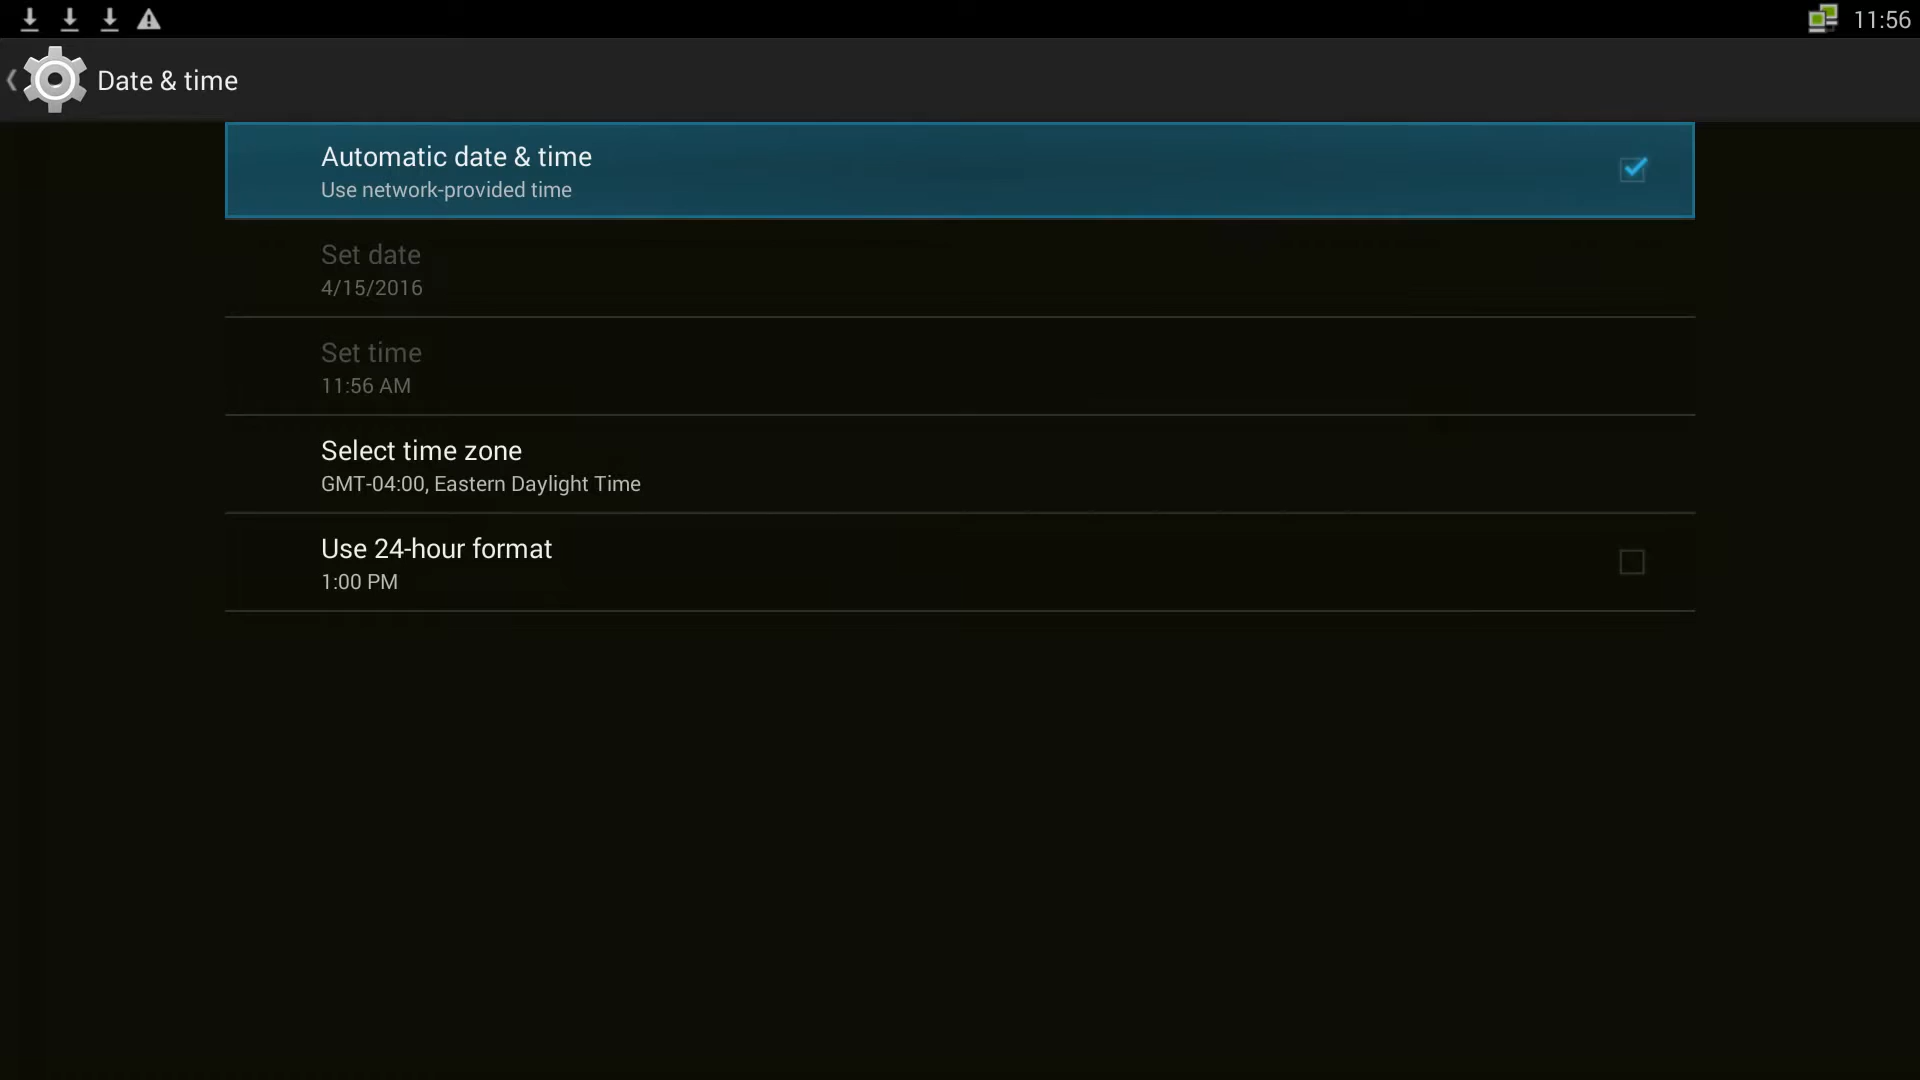 11:56
Date & time
Automatic date & time
Use network-provided time
Set date
4/15/2016
Set time
11:56 AM
Select time zone
GMT-04:00, Eastern Daylight Time
Use 24-hour format
1:00 PM